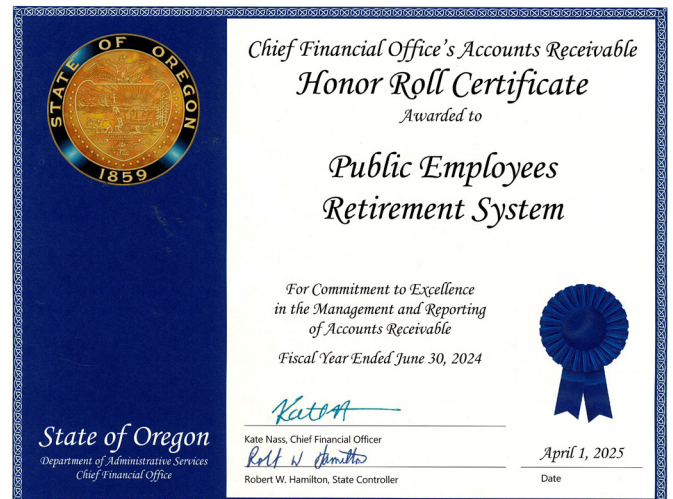 STATE OF OREGON
1859
State of Oregon
Department of Administrative Services
Chief Financial Office
Chief Financial Office's Accounts Receivable
Honor Roll Certificate
Awarded to
Public Employees
Retirement System
For Commitment to Excellence
in the Management and Reporting
of Accounts Receivable
Fiscal Year Ended June 30, 2024
Kate Nass, Chief Financial Officer
Robert W. Hamilton, State Controller
April 1, 2025
Date